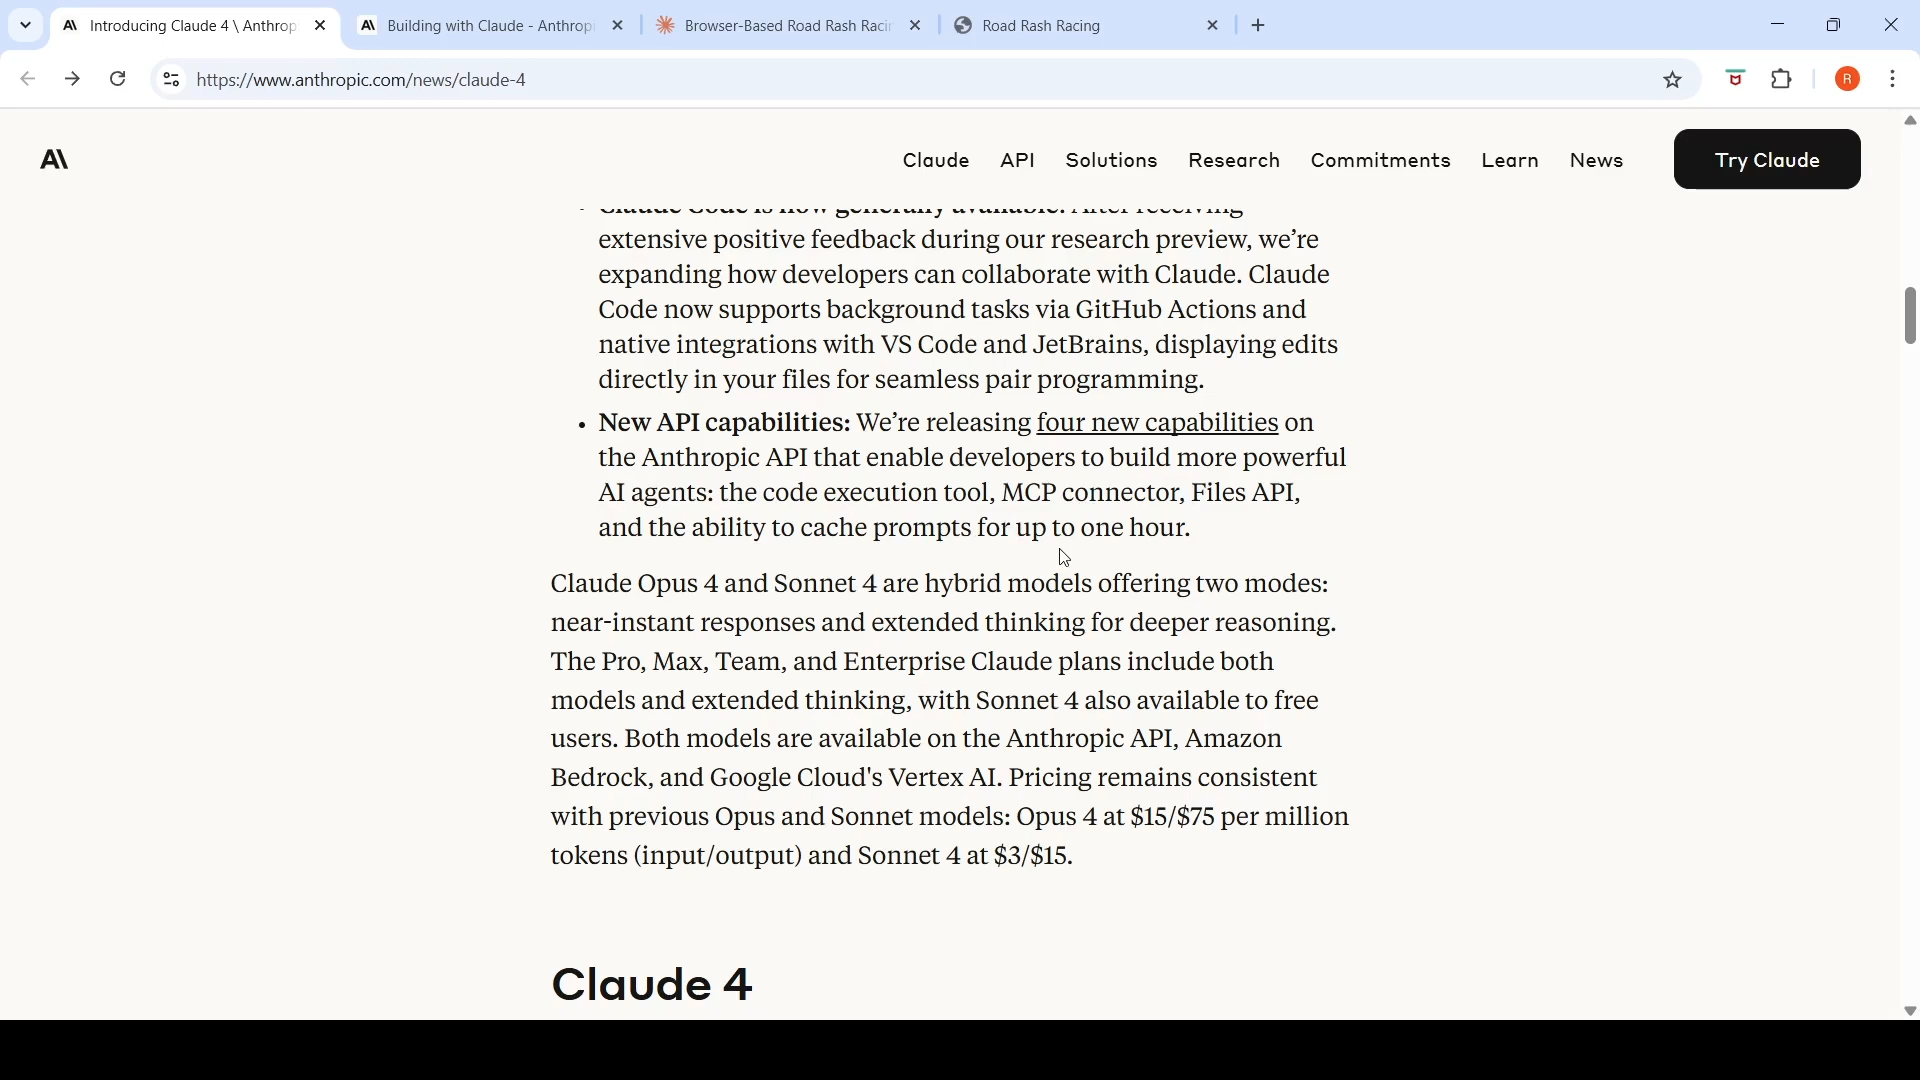 Introducing Claude 4 \ Anthrop
Building with Claude - Anthropi
Browser-Based Road Rash Racin
Road Rash Racing
https://www.anthropic.com/news/claude-4
R
Claude
API
Solutions
Research
Commitments
Learn
News
Try Claude
Claude Code is now generally available: After receiving
extensive positive feedback during our research preview, we’re
expanding how developers can collaborate with Claude. Claude
Code now supports background tasks via GitHub Actions and
native integrations with VS Code and JetBrains, displaying edits
directly in your files for seamless pair programming.
• New API capabilities: We’re releasing four new capabilities on
the Anthropic API that enable developers to build more powerful
AI agents: the code execution tool, MCP connector, Files API,
and the ability to cache prompts for up to one hour.
Claude Opus 4 and Sonnet 4 are hybrid models offering two modes:
near-instant responses and extended thinking for deeper reasoning.
The Pro, Max, Team, and Enterprise Claude plans include both
models and extended thinking, with Sonnet 4 also available to free
users. Both models are available on the Anthropic API, Amazon
Bedrock, and Google Cloud's Vertex AI. Pricing remains consistent
with previous Opus and Sonnet models: Opus 4 at $15/$75 per million
tokens (input/output) and Sonnet 4 at $3/$15.
Claude 4